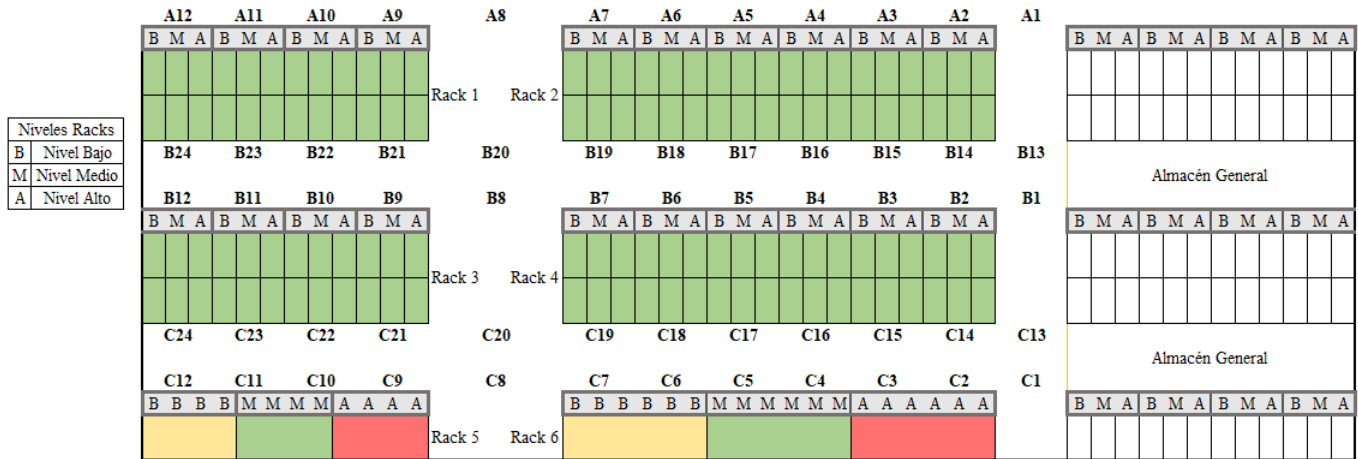 A12 A11 A10 A9 A8 A7 A6 A5 A4 A3 A2 A1
B M A B M A B M A B M A B M A B M A B M A B M A B M A B M A B M A B M A B M A B M A
Rack 1 Rack 2
Niveles Racks
B Nivel Bajo
M Nivel Medio
A Nivel Alto
B24 B23 B22 B21 B20 B19 B18 B17 B16 B15 B14 B13
Almacén General
B12 B11 B10 B9 B8 B7 B6 B5 B4 B3 B2 B1
B M A B M A B M A B M A B M A B M A B M A B M A B M A B M A B M A B M A B M A B M A
Rack 3 Rack 4
C24 C23 C22 C21 C20 C19 C18 C17 C16 C15 C14 C13
Almacén General
C12 C11 C10 C9 C8 C7 C6 C5 C4 C3 C2 C1
B B B B M M M M A A A A B B B B B B M M M M M M A A A A A A B M A B M A B M A B M A
Rack 5 Rack 6